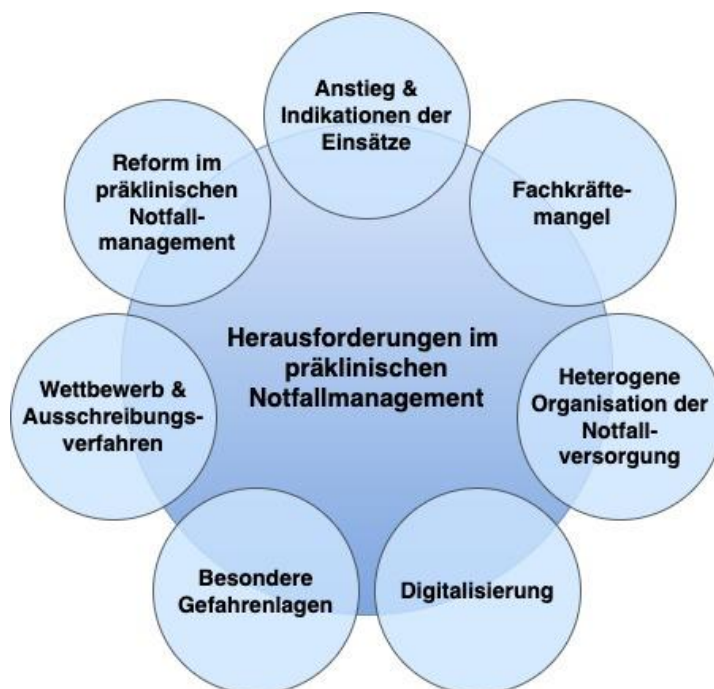 Anstieg &
Indikationen der
Einsätze
Reform im
präklinischen
Notfall-
management
Fachkräfte-
mangel
Herausforderungen im
präklinischen
Notfallmanagement
Wettbewerb &
Ausschreibungs-
verfahren
Heterogene
Organisation der
Notfall-
versorgung
Besondere
Gefahrenlagen
Digitalisierung